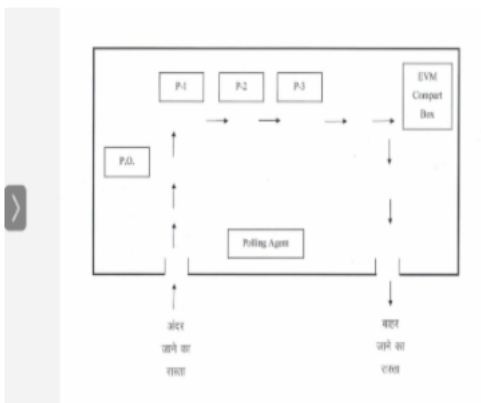 P-1
P-2
P-3
EVM
Compart
Box
P.O.
Polling Agent
अंदर
जाने का
रास्ता
बाहर
जाने का
रास्ता